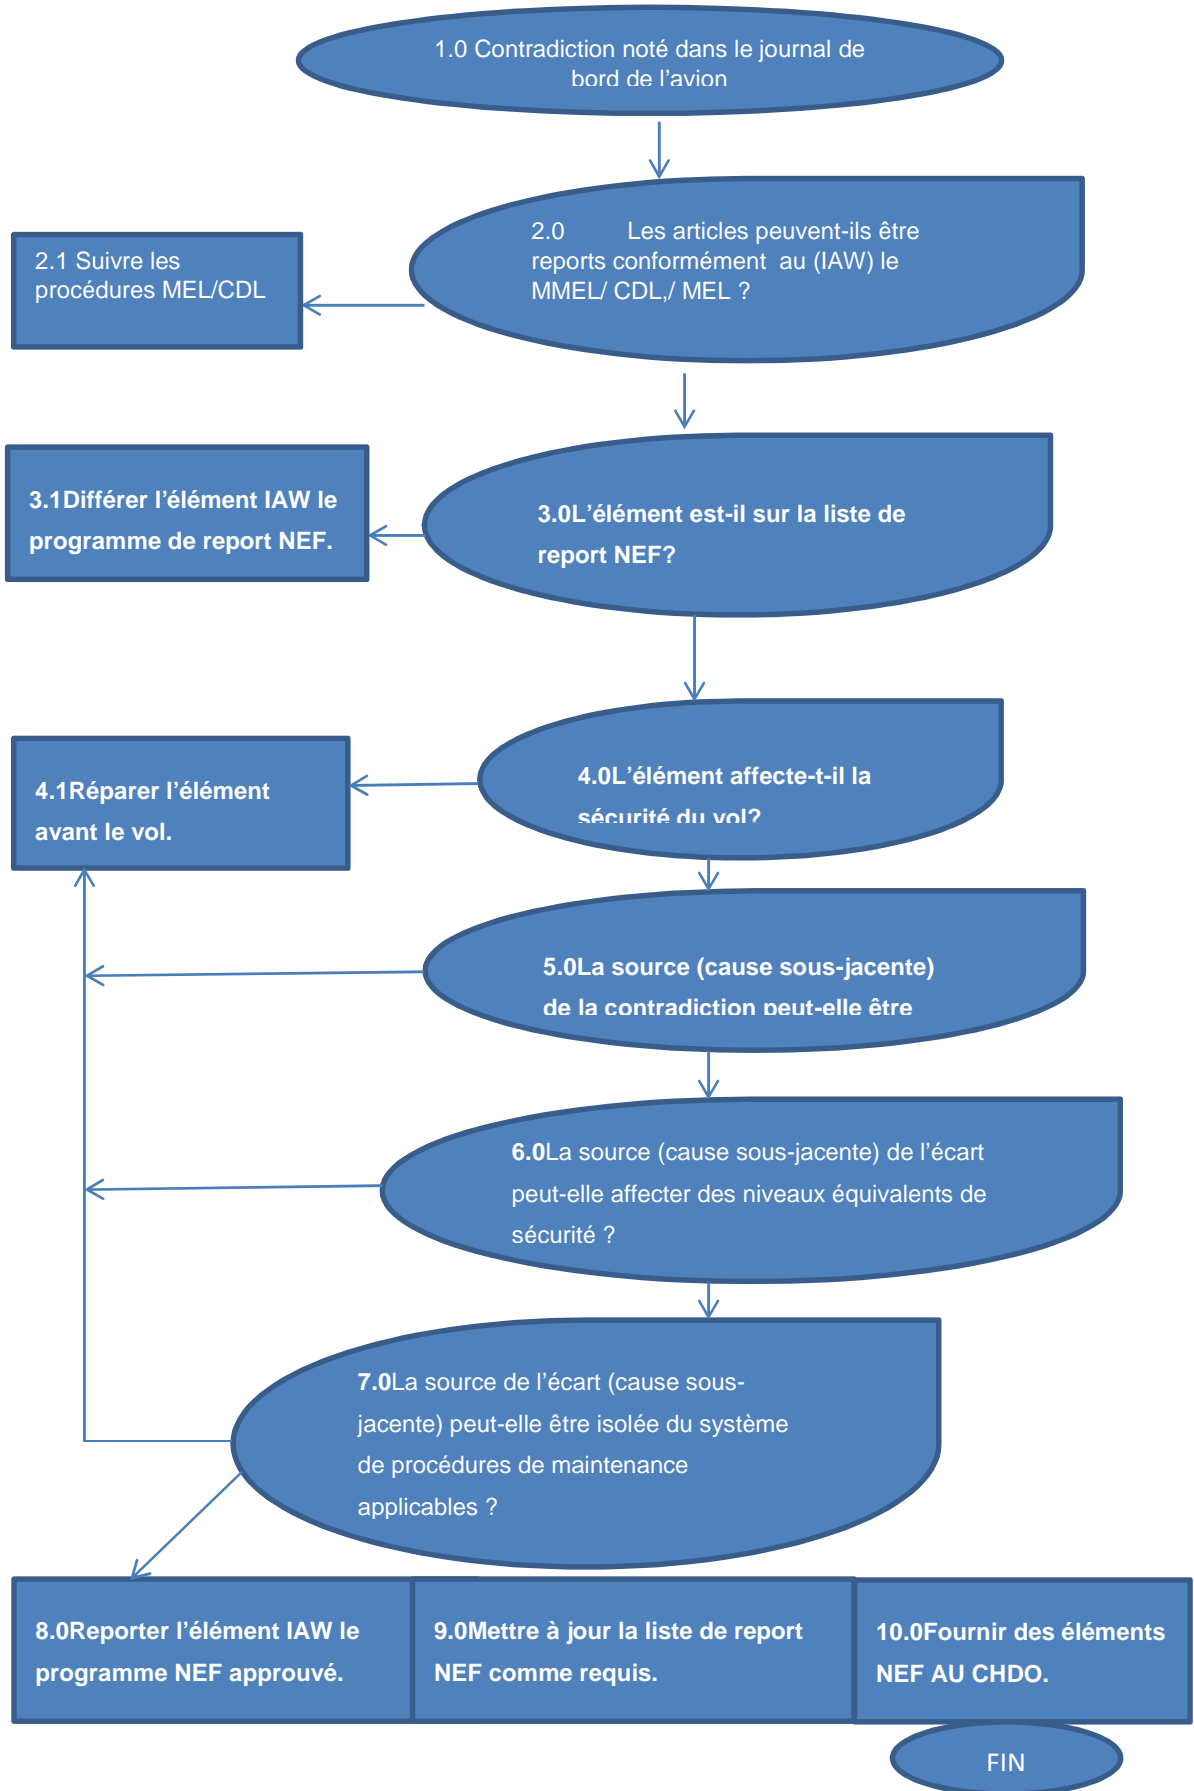 1.0 Contradiction noté dans le journal de
bord de l’avion
2.0 Les articles peuvent-ils être
reports conformément au (IAW) le
MMEL/ CDL,/ MEL ?
2.1 Suivre les
procédures MEL/CDL
3.0L’élément est-il sur la liste de
report NEF?
3.1Différer l’élément IAW le
programme de report NEF.
4.0L’élément affecte-t-il la
sécurité du vol?
4.1Réparer l’élément
avant le vol.
5.0La source (cause sous-jacente)
de la contradiction peut-elle être
6.0La source (cause sous-jacente) de l’écart
peut-elle affecter des niveaux équivalents de
sécurité ?
7.0La source de l’écart (cause sous-
jacente) peut-elle être isolée du système
de procédures de maintenance
applicables ?
8.0Reporter l’élément IAW le
programme NEF approuvé.
9.0Mettre à jour la liste de report
NEF comme requis.
10.0Fournir des éléments
NEF AU CHDO.
FIN